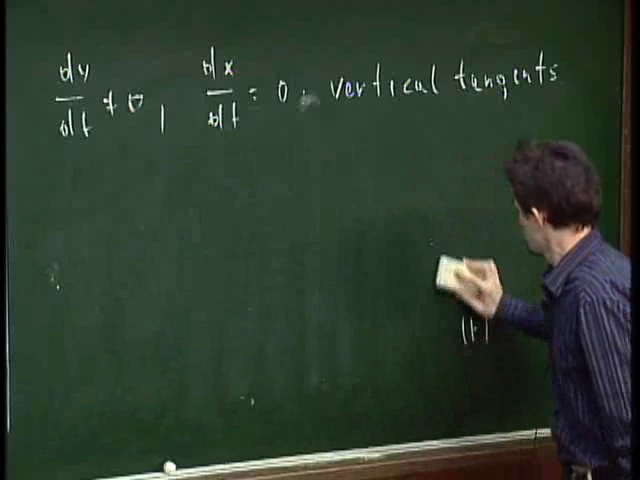 dy/dt ≠ 0, dx/dt = 0 . vertical tangents